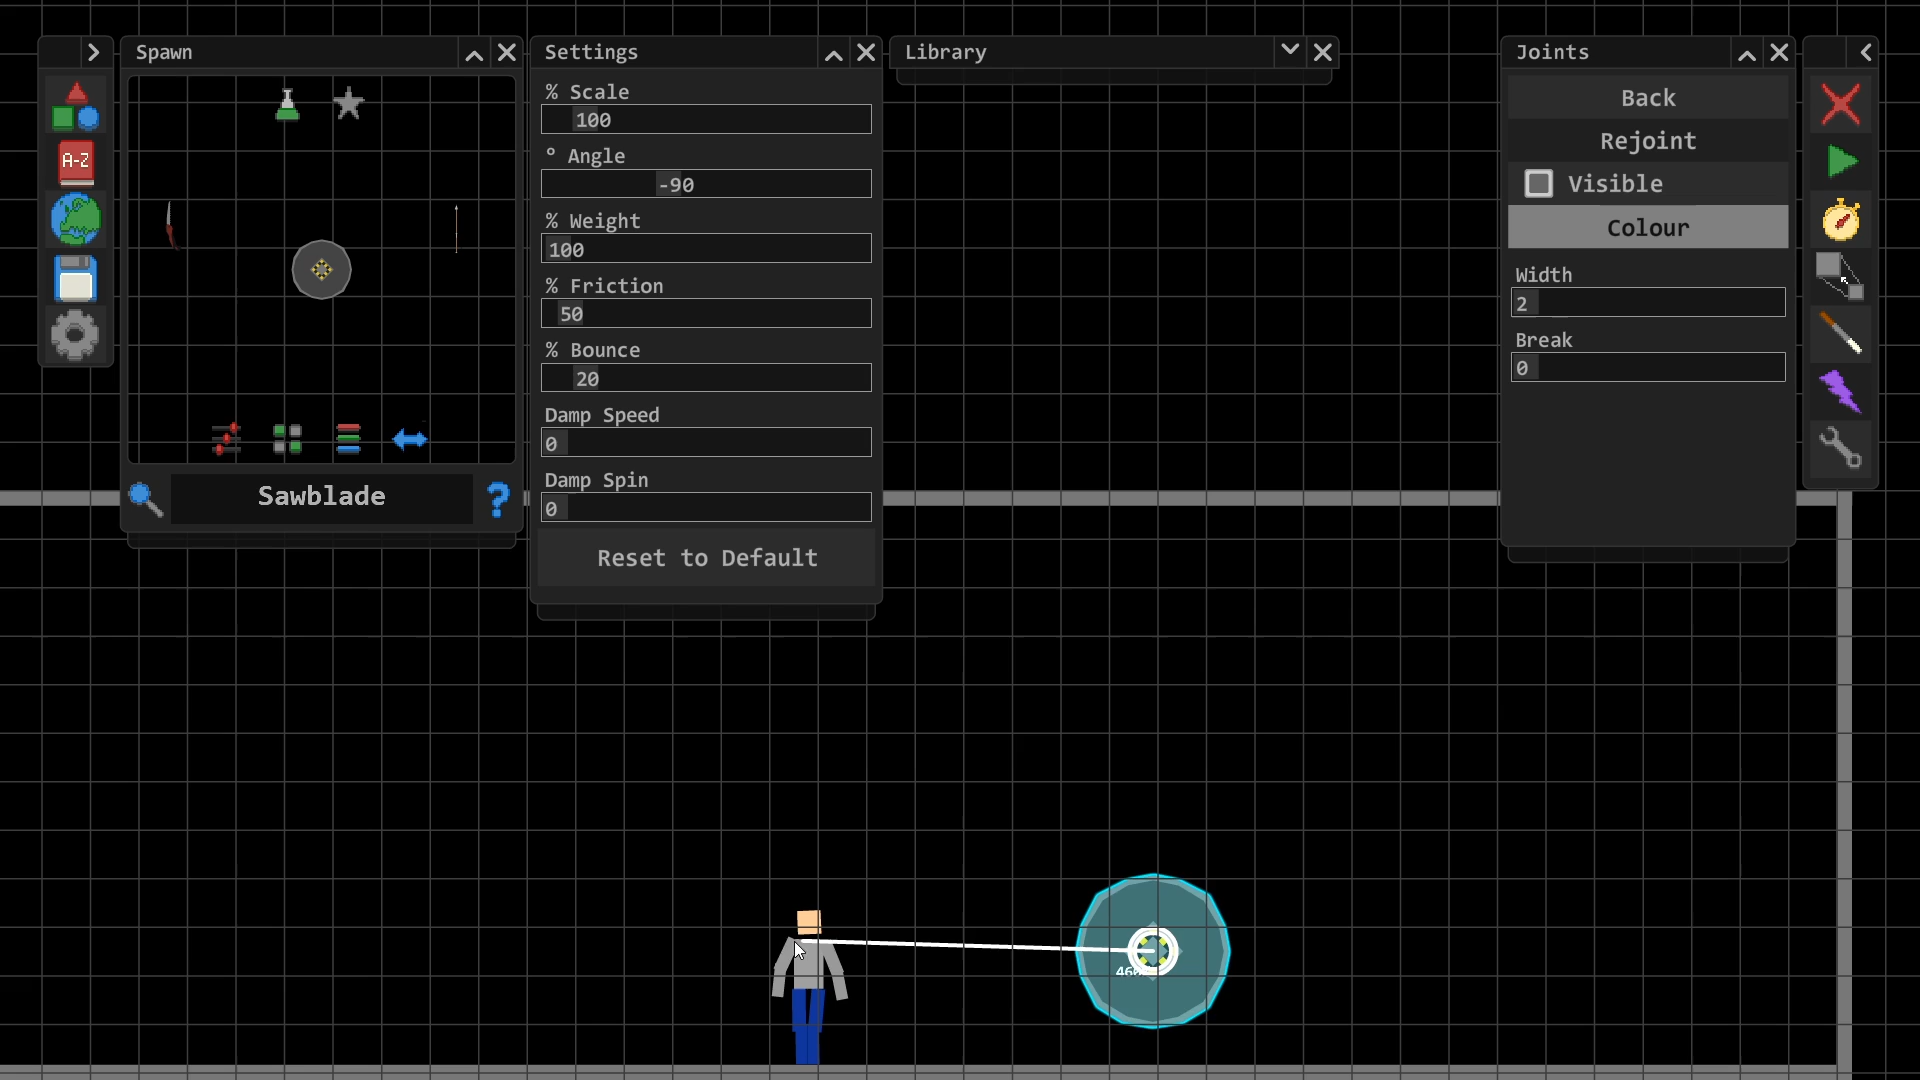 Spawn
A-Z
Sawblade
?
Settings
% Scale
100
° Angle
-90
% Weight
100
% Friction
50
% Bounce
20
Damp Speed
0
Damp Spin
0
Reset to Default
Library
Joints
Back
Rejoint
Visible
Colour
Width
2
Break
0